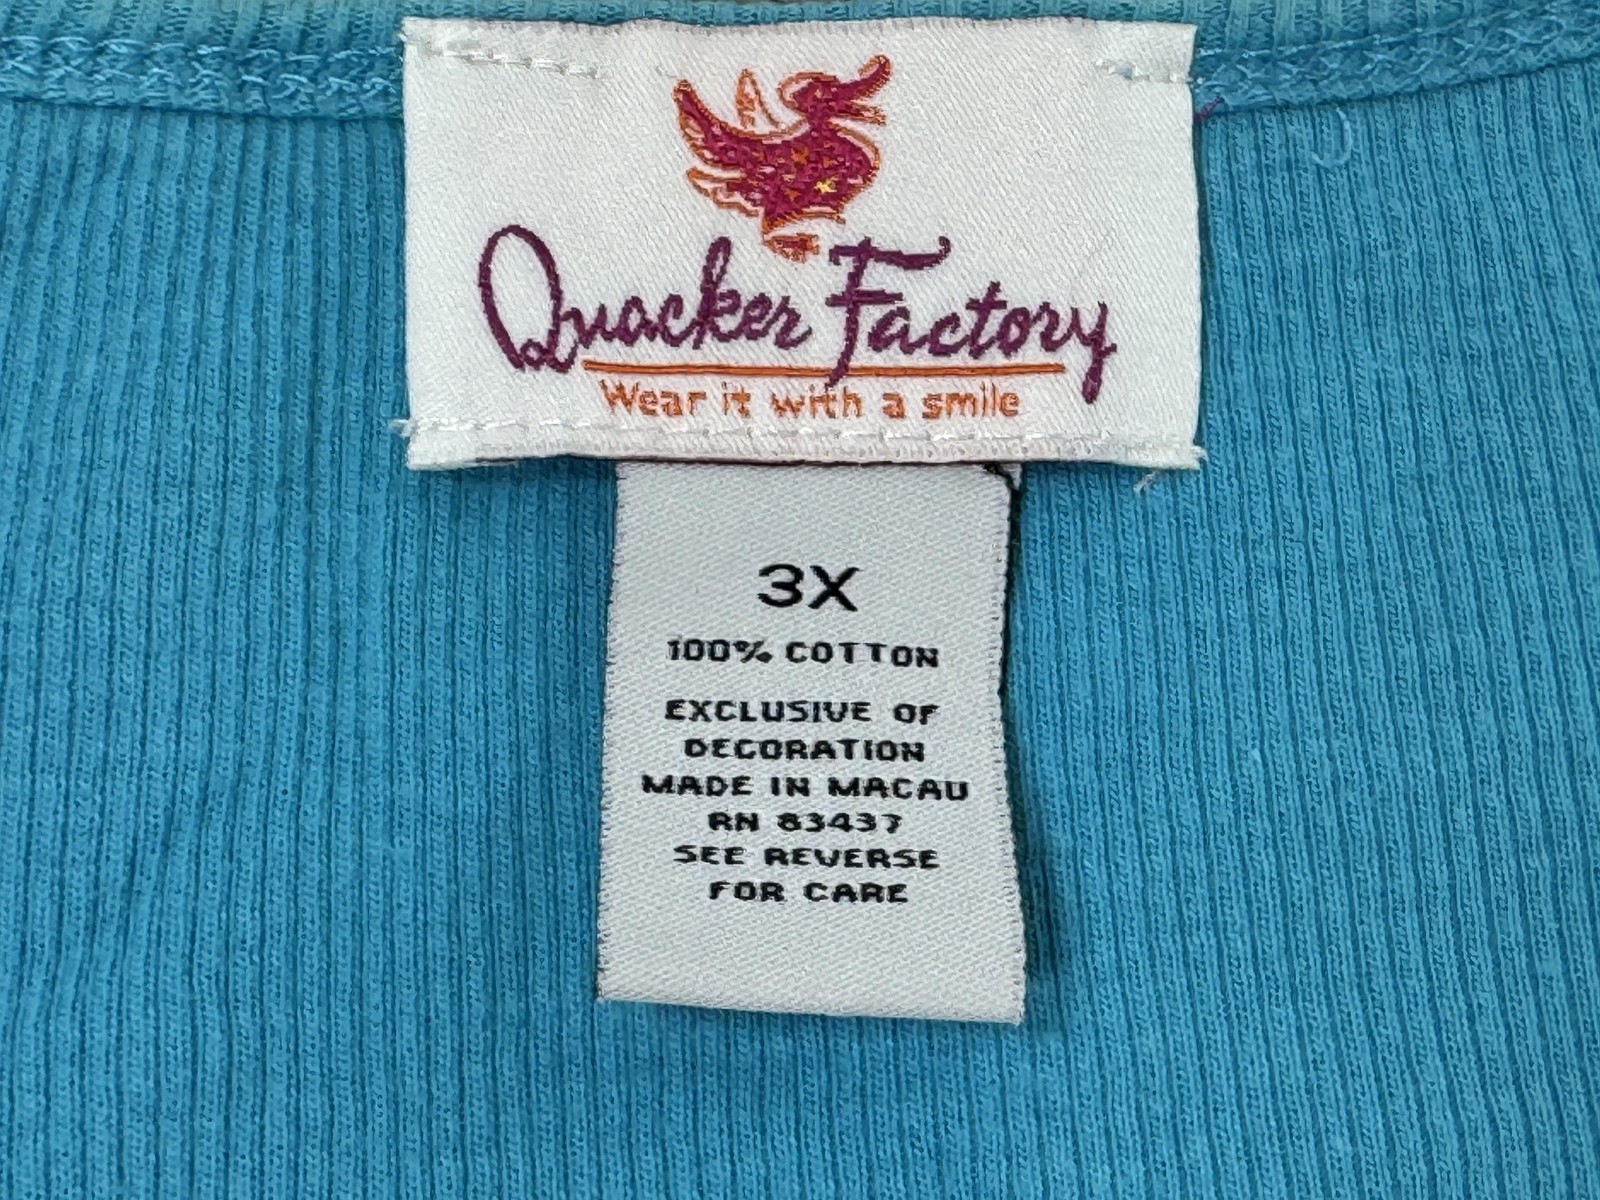 Quacker Factory
Wear it with a smile
3X
100% COTTON
EXCLUSIVE OF
DECORATION
MADE IN MACAU
RN 83437
SEE REVERSE
FOR CARE